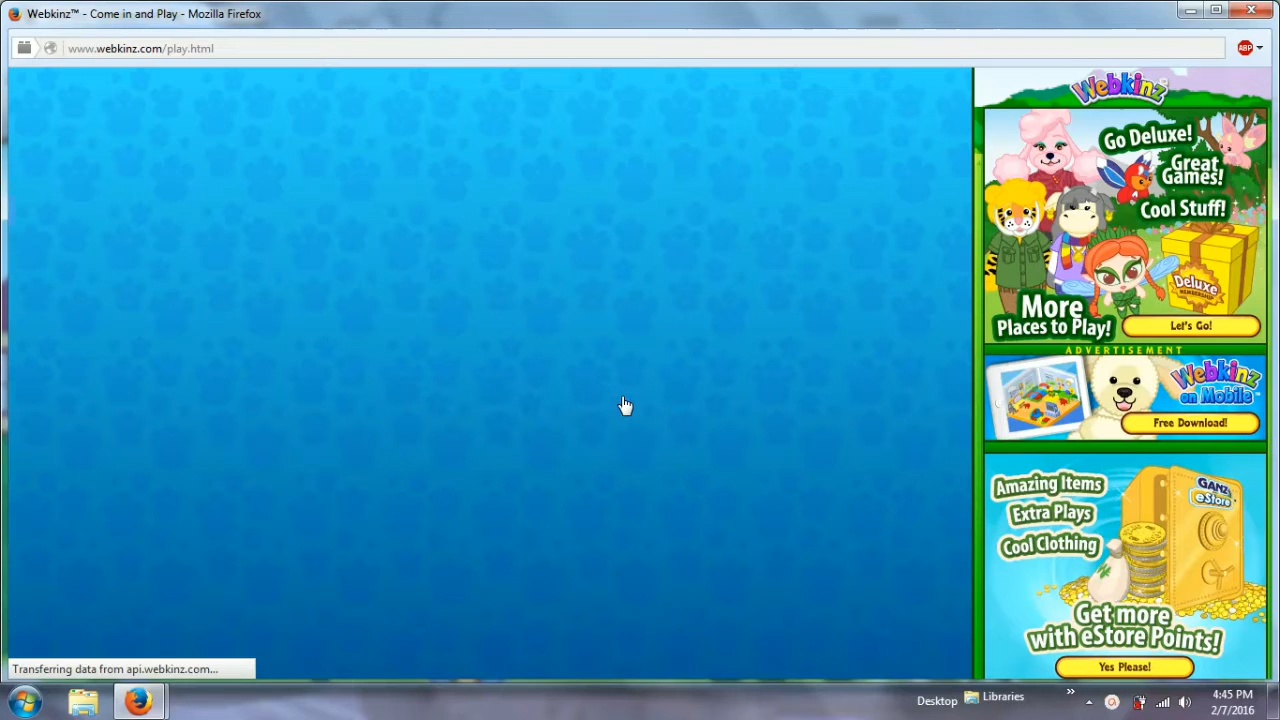 Webkinz™ - Come in and Play - Mozilla Firefox
www.webkinz.com/play.html
ABP
Webkinz
Go Deluxe!
Great
Games!
Cool Stuff!
Deluxe
MEMBERSHIP
More
Places to Play!
Let's Go!
ADVERTISEMENT
Webkinz
on Mobile
Free Download!
Amazing Items
GANZ
eStore
Extra Plays
Cool Clothing
Get more
with eStore Points!
Yes Please!
Transferring data from api.webkinz.com...
Desktop
Libraries
4:45 PM
2/7/2016